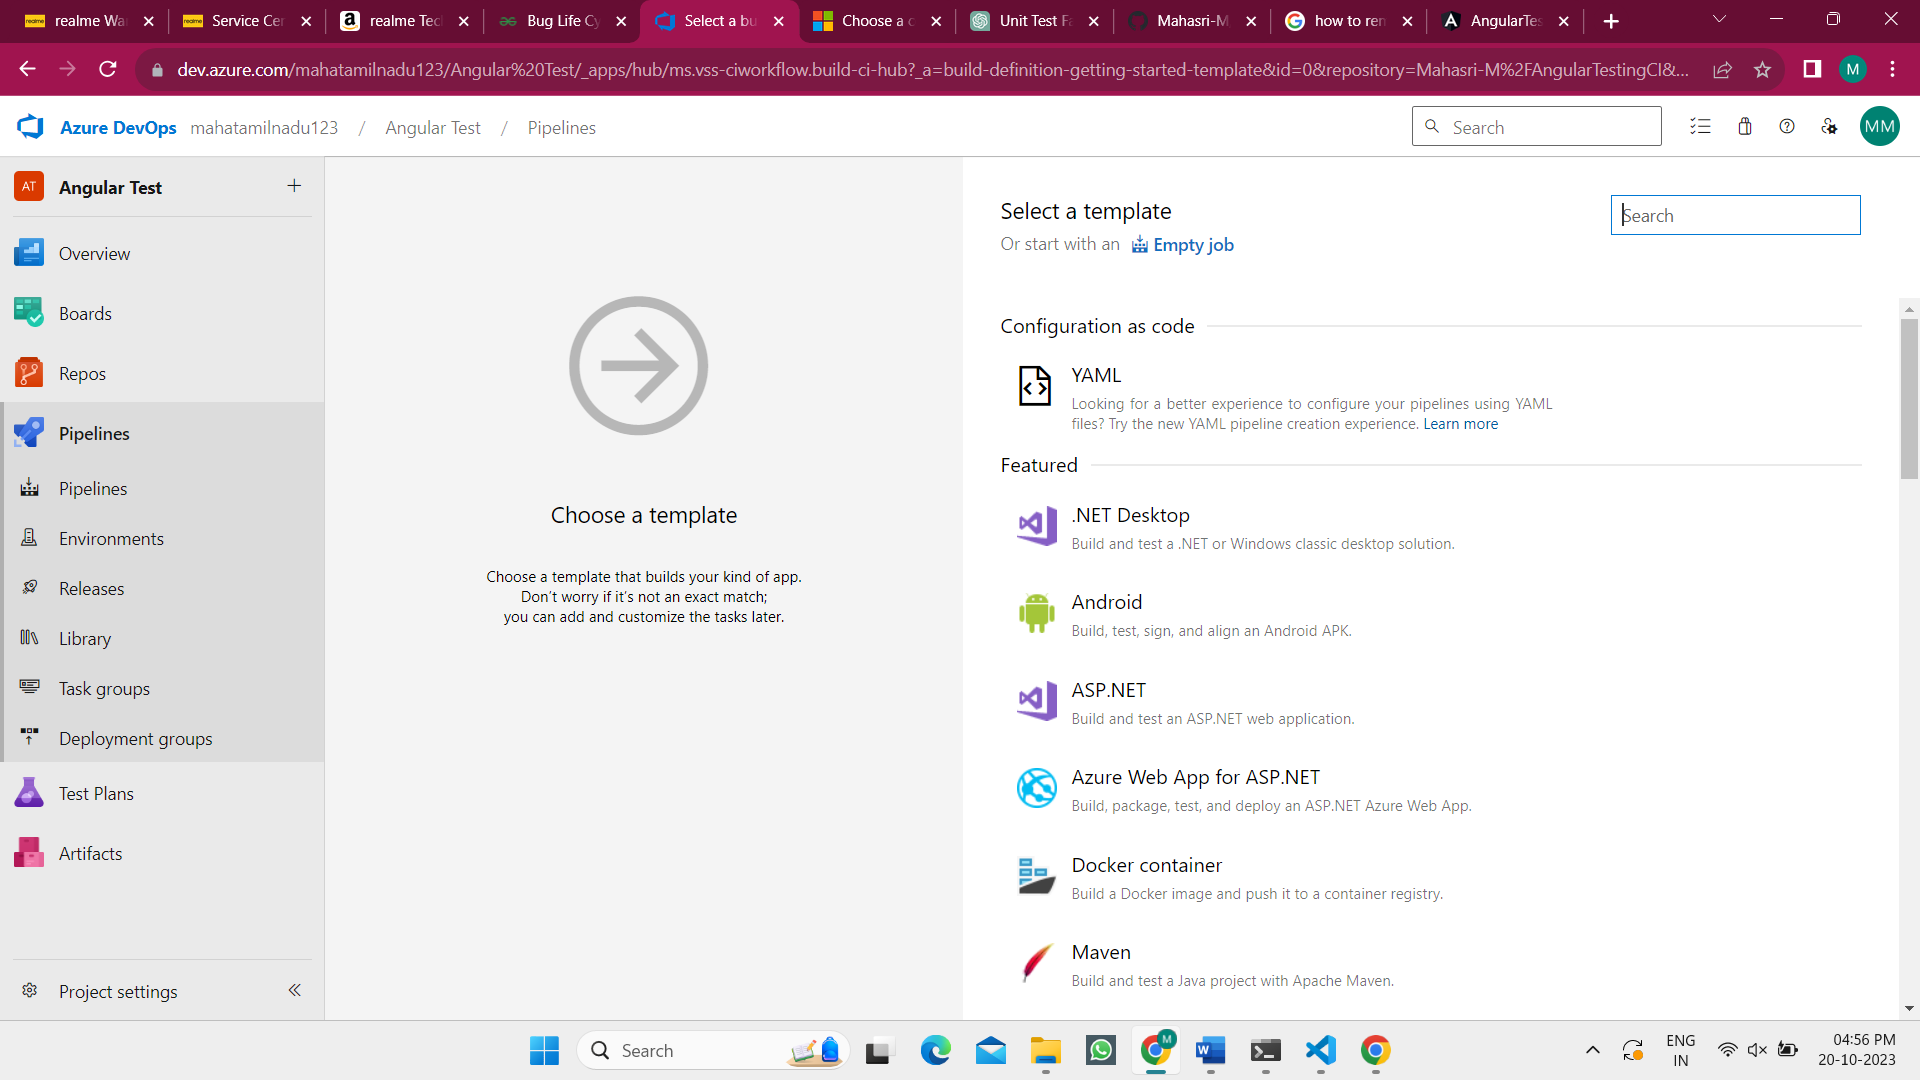 realme Wa
Service Cer
realme Tec
Bug Life Cy
Select a bu
Choose a c
Unit Test Fa
Mahasri-M
how to ren
AngularTes
dev.azure.com/mahatamilnadu123/Angular%20Test/_apps/hub/ms.vss-ciworkflow.build-ci-hub?_a=build-definition-getting-started-template&id=0&repository=Mahasri-M%2FAngularTestingCI&...
M
Azure DevOps mahatamilnadu123 / Angular Test / Pipelines
Search
MM
AT Angular Test
Overview
Boards
Repos
Pipelines
Pipelines
Environments
Releases
Library
Task groups
Deployment groups
Test Plans
Artifacts
Project settings
Choose a template
Choose a template that builds your kind of app.
Don't worry if it's not an exact match;
you can add and customize the tasks later.
Select a template
Search
Or start with an Empty job
Configuration as code
YAML
Looking for a better experience to configure your pipelines using YAML
files? Try the new YAML pipeline creation experience. Learn more
Featured
.NET Desktop
Build and test a .NET or Windows classic desktop solution.
Android
Build, test, sign, and align an Android APK.
ASP.NET
Build and test an ASP.NET web application.
Azure Web App for ASP.NET
Build, package, test, and deploy an ASP.NET Azure Web App.
Docker container
Build a Docker image and push it to a container registry.
Maven
Build and test a Java project with Apache Maven.
Search
M
ENG
IN
04:56 PM
20-10-2023